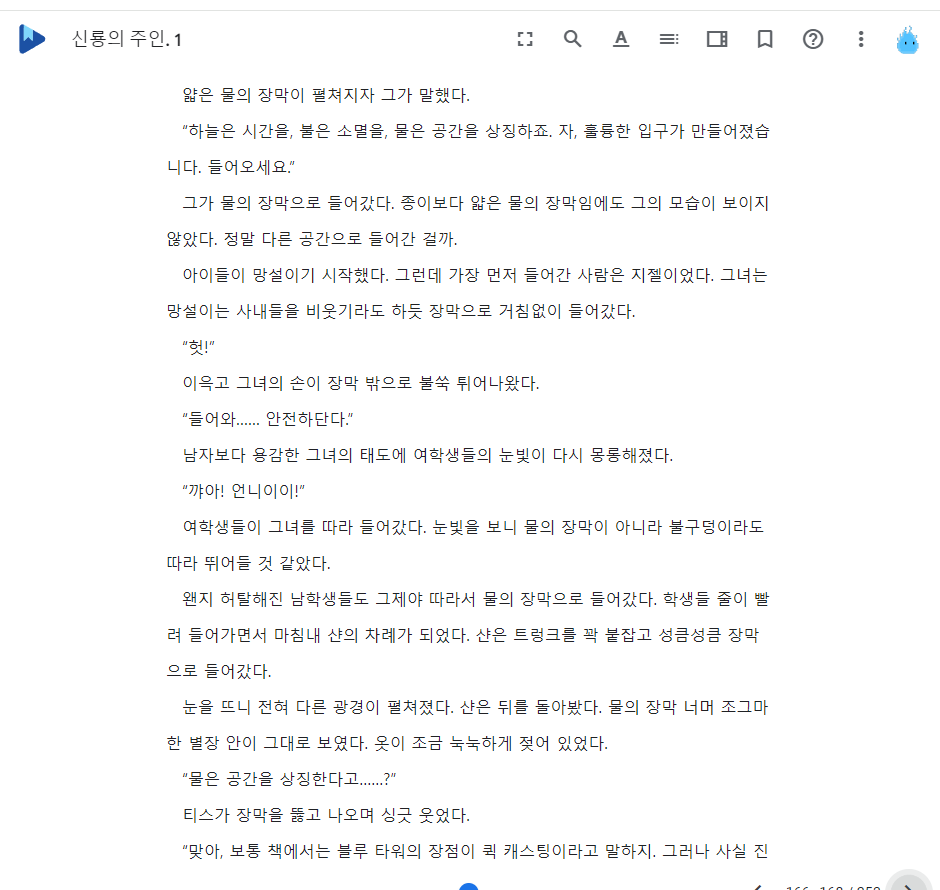 신룡의 주인. 1
얇은 물의 장막이 펼쳐지자 그가 말했다.
“하늘은 시간을, 불은 소멸을, 물은 공간을 상징하죠. 자, 훌륭한 입구가 만들어졌습
니다. 들어오세요.”
그가 물의 장막으로 들어갔다. 종이보다 얇은 물의 장막임에도 그의 모습이 보이지
않았다. 정말 다른 공간으로 들어간 걸까.
아이들이 망설이기 시작했다. 그런데 가장 먼저 들어간 사람은 지젤이었다. 그녀는
망설이는 사내들을 비웃기라도 하듯 장막으로 거침없이 들어갔다.
“헛!”
이윽고 그녀의 손이 장막 밖으로 불쑥 튀어나왔다.
“들어와…… 안전하단다.”
남자보다 용감한 그녀의 태도에 여학생들의 눈빛이 다시 몽롱해졌다.
“꺄아! 언니이이!”
여학생들이 그녀를 따라 들어갔다. 눈빛을 보니 물의 장막이 아니라 불구덩이라도
따라 뛰어들 것 같았다.
왠지 허탈해진 남학생들도 그제야 따라서 물의 장막으로 들어갔다. 학생들 줄이 빨
려 들어가면서 마침내 샨의 차례가 되었다. 샨은 트렁크를 꽉 붙잡고 성큼성큼 장막
으로 들어갔다.
눈을 뜨니 전혀 다른 광경이 펼쳐졌다. 샨은 뒤를 돌아봤다. 물의 장막 너머 조그마
한 별장 안이 그대로 보였다. 옷이 조금 눅눅하게 젖어 있었다.
“물은 공간을 상징한다고……?”
티스가 장막을 뚫고 나오며 싱긋 웃었다.
“맞아, 보통 책에서는 블루 타워의 장점이 퀵 캐스팅이라고 말하지. 그러나 사실 진